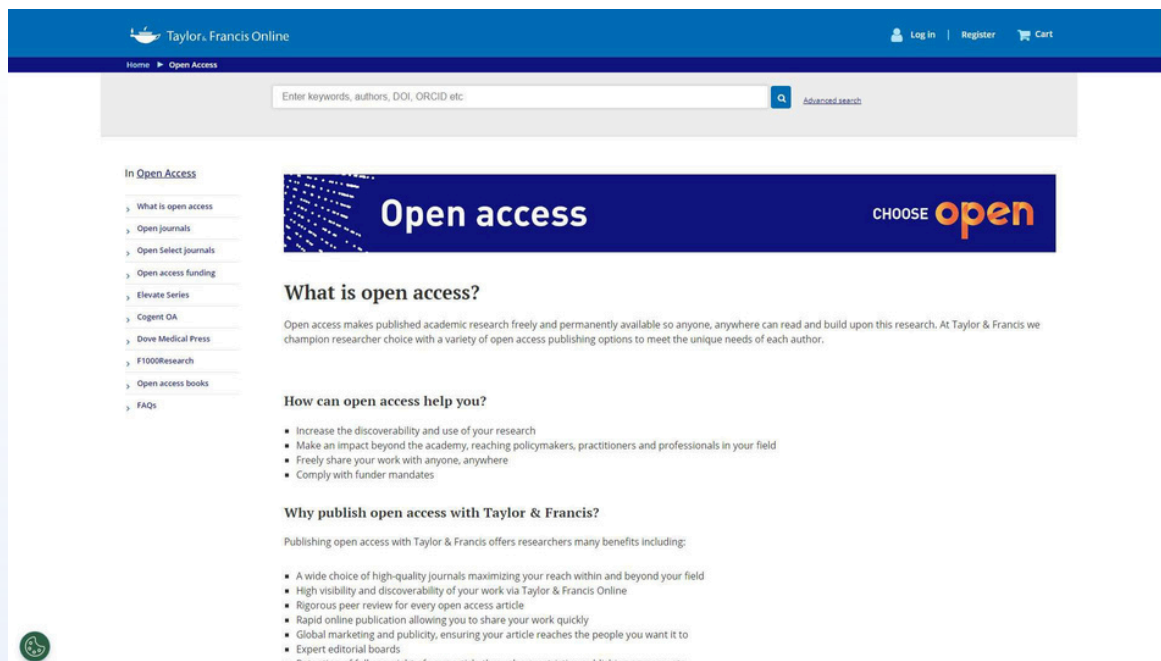 Taylor & Francis Online
Log in | Register Cart
Home ► Open Access
Enter keywords, authors, DOI, ORCID etc
Advanced search
In Open Access
What is open access
Open journals
Open Select journals
Open access funding
Elevate Series
Cogent OA
Dove Medical Press
F1000Research
Open access books
FAQs
Open access
CHOOSE open
What is open access?
Open access makes published academic research freely and permanently available so anyone, anywhere can read and build upon this research. At Taylor & Francis we
champion researcher choice with a variety of open access publishing options to meet the unique needs of each author.
How can open access help you?
▪ Increase the discoverability and use of your research
▪ Make an impact beyond the academy, reaching policymakers, practitioners and professionals in your field
▪ Freely share your work with anyone, anywhere
▪ Comply with funder mandates
Why publish open access with Taylor & Francis?
Publishing open access with Taylor & Francis offers researchers many benefits including:
▪ A wide choice of high-quality journals maximizing your reach within and beyond your field
▪ High visibility and discoverability of your work via Taylor & Francis Online
▪ Rigorous peer review for every open access article
▪ Rapid online publication allowing you to share your work quickly
▪ Global marketing and publicity, ensuring your article reaches the people you want it to
▪ Expert editorial boards